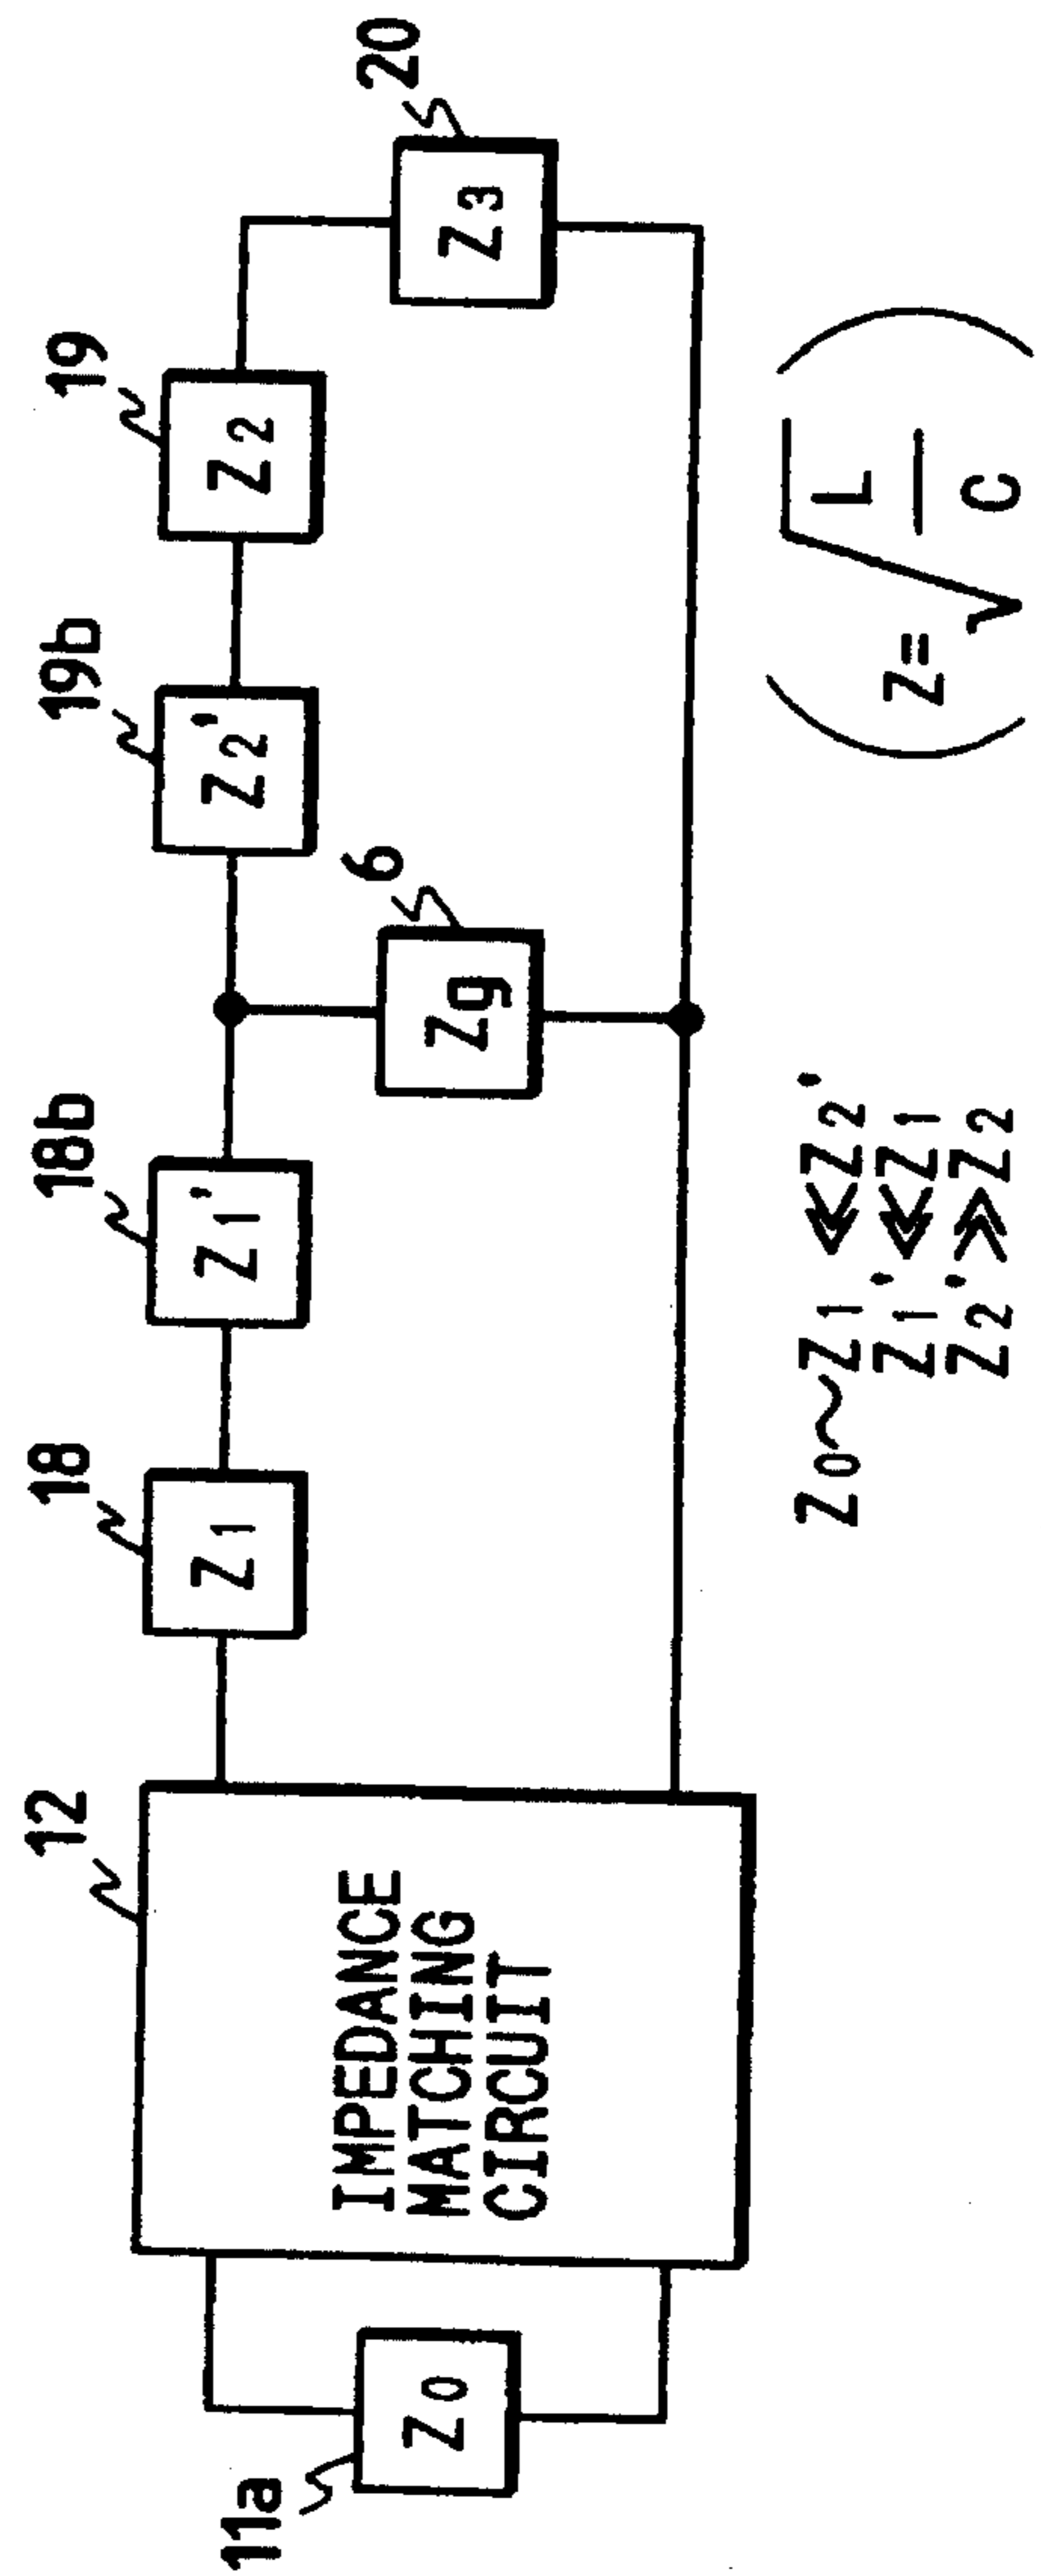 11a
Z0
12
IMPEDANCE
MATCHING
CIRCUIT
18
Z1
18b
Z1'
6
Zg
19b
Z2'
19
Z2
20
Z3
Z0~Z1≪Z2'
Z1'≪Z1
Z2'≫Z2
(Z=√L/C)